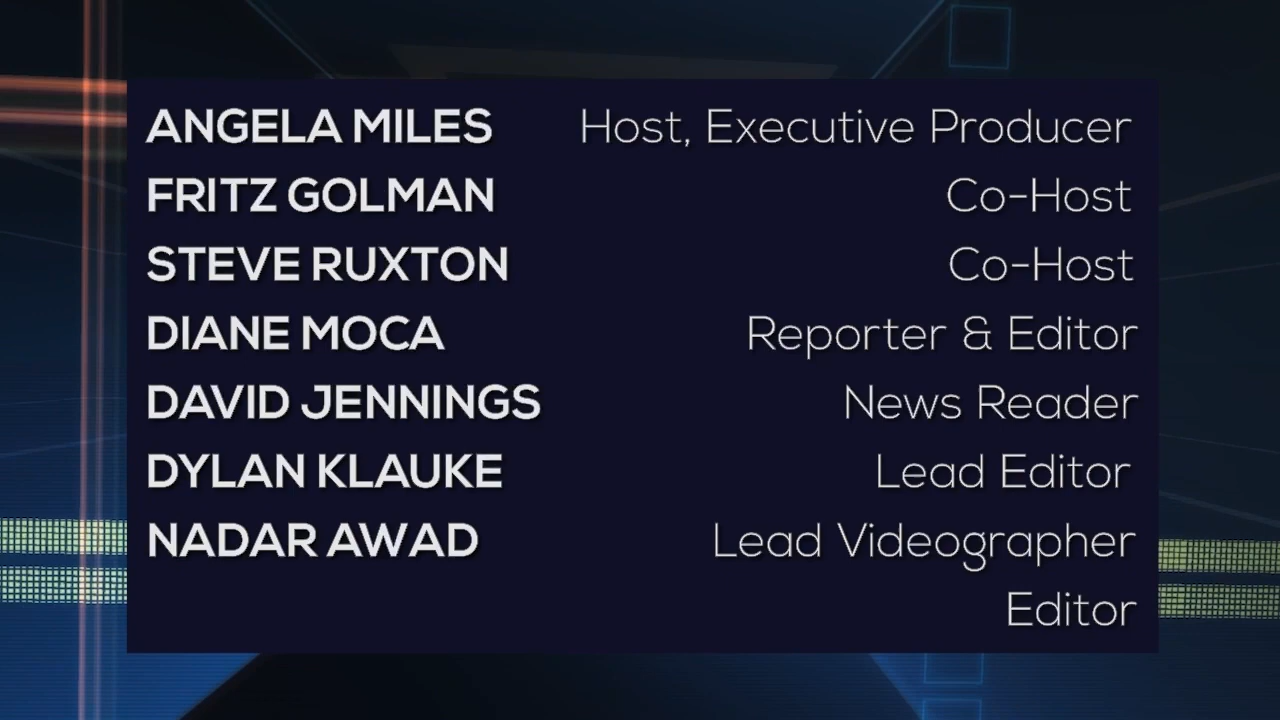 ANGELA MILES Host, Executive Producer
FRITZ GOLMAN Co-Host
STEVE RUXTON Co-Host
DIANE MOCA Reporter & Editor
DAVID JENNINGS News Reader
DYLAN KLAUKE Lead Editor
NADAR AWAD Lead Videographer
Editor